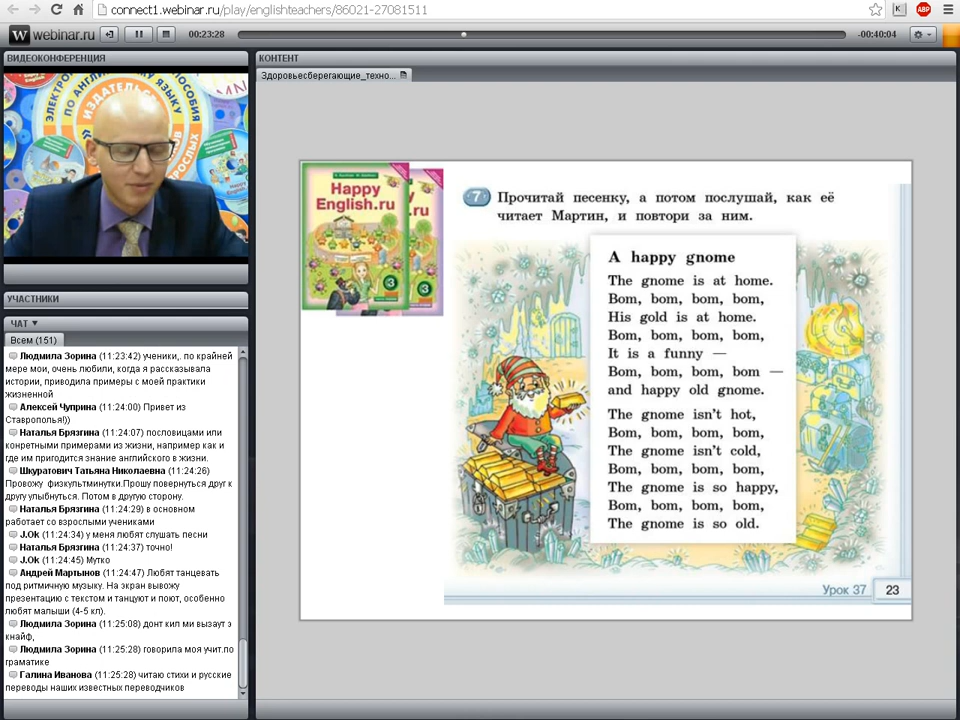 connect1.webinar.ru/play/englishteachers/86021-27081511
webinar.ru
00:23:28
-00:40:04
ВИДЕОКОНФЕРЕНЦИЯ
КОНТЕНТ
Здоровьесберегающие_техно...
УЧАСТНИКИ
ЧАТ
Всем (151)
Людмила Зорина (11:23:42) ученики,. по крайней
мере мои, очень любили, когда я рассказывала
истории, приводила примеры с моей практики
жизненной
Алексей Чуприна (11:24:00) Привет из
Ставрополья!))
Наталья Брязгина (11:24:07) пословицами или
конретными примерами из жизни, например как и
где им пригодится знание английского в жизни.
Шкуратович Татьяна Николаевна (11:24:26)
Провожу физкультминутки.Прошу повернуться друг к
другу улыбнуться. Потом в другую сторону.
Наталья Брязгина (11:24:29) в основном
работает со взрослыми учениками
J.Ok (11:24:34) у меня любят слушать песни
Наталья Брязгина (11:24:37) точно!
J.Ok (11:24:45) Мутко
Андрей Мартынов (11:24:47) Любят танцевать
под ритмичную музыку. На экран вывожу
презентацию с текстом и танцуют и поют, особенно
любят малыши (4-5 кл).
Людмила Зорина (11:25:08) донт кил ми вызаут э
кнайф,
Людмила Зорина (11:25:28) говорила моя учит.по
граматике
Галина Иванова (11:25:28) читаю стихи и русские
переводы наших известных переводчиков
Happy
English.ru
.ru
3
3
7
Прочитай песенку, а потом послушай, как её
читает Мартин, и повтори за ним.
A happy gnome
The gnome is at home.
Bom, bom, bom, bom,
His gold is at home.
Bom, bom, bom, bom,
It is a funny —
Bom, bom, bom, bom —
and happy old gnome.
The gnome isn't hot,
Bom, bom, bom, bom,
The gnome isn't cold,
Bom, bom, bom, bom,
The gnome is so happy,
Bom, bom, bom, bom,
The gnome is so old.
Урок 37
23